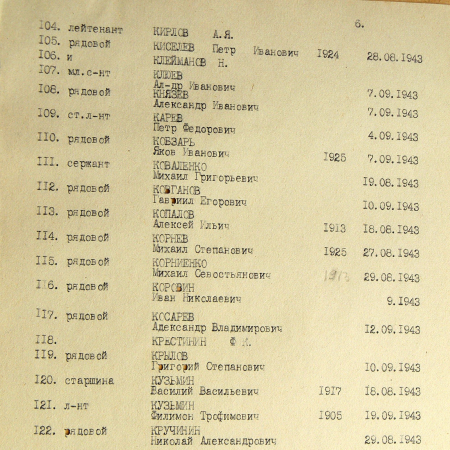 6.
104. лейтенант КИРЛОВ А.Я.
105. рядовой КИСЕЛЕВ Петр Иванович 1924 28.08.1943
106. и КЛЕЙМАНОВ Н.
107. мл.с-нт КЛЮЕВ
Ал-др Иванович
108. рядовой КНЯЗЕВ 7.09.1943
Александр Иванович
109. ст.л-нт КАРЕВ 7.09.1943
Петр Федорович
110. рядовой КОВЗАРЬ 4.09.1943
Яков Иванович
111. сержант КОВАЛЕНКО 1925 7.09.1943
Михаил Григорьевич
112. рядовой КОВГАНОВ 19.08.1943
Гавриил Егорович
113. рядовой КОПАЛОВ 10.09.1943
Алексей Ильич 1913 18.08.1943
114. рядовой КОРНЕВ
Михаил Степанович 1925 27.08.1943
115. рядовой КОРНИЕНКО
Михаил Севостьянович 29.08.1943
116. рядовой КОРОВИН
Иван Николаевич 9.1943
117. рядовой КОСАРЕВ
Александр Владимирович 12.09.1943
118. КРАСТИНИН Ф
119. рядовой КРЫЛОВ
Григорий Степанович 10.09.1943
120. старшина КУЗЬМИН
Василий Васильевич 1917 18.08.1943
121. л-нт КУЗЬМИН
Филимон Трофимович 1905 19.09.1943
122. рядовой КРУЧИНИН
Николай Александрович 29.08.1943